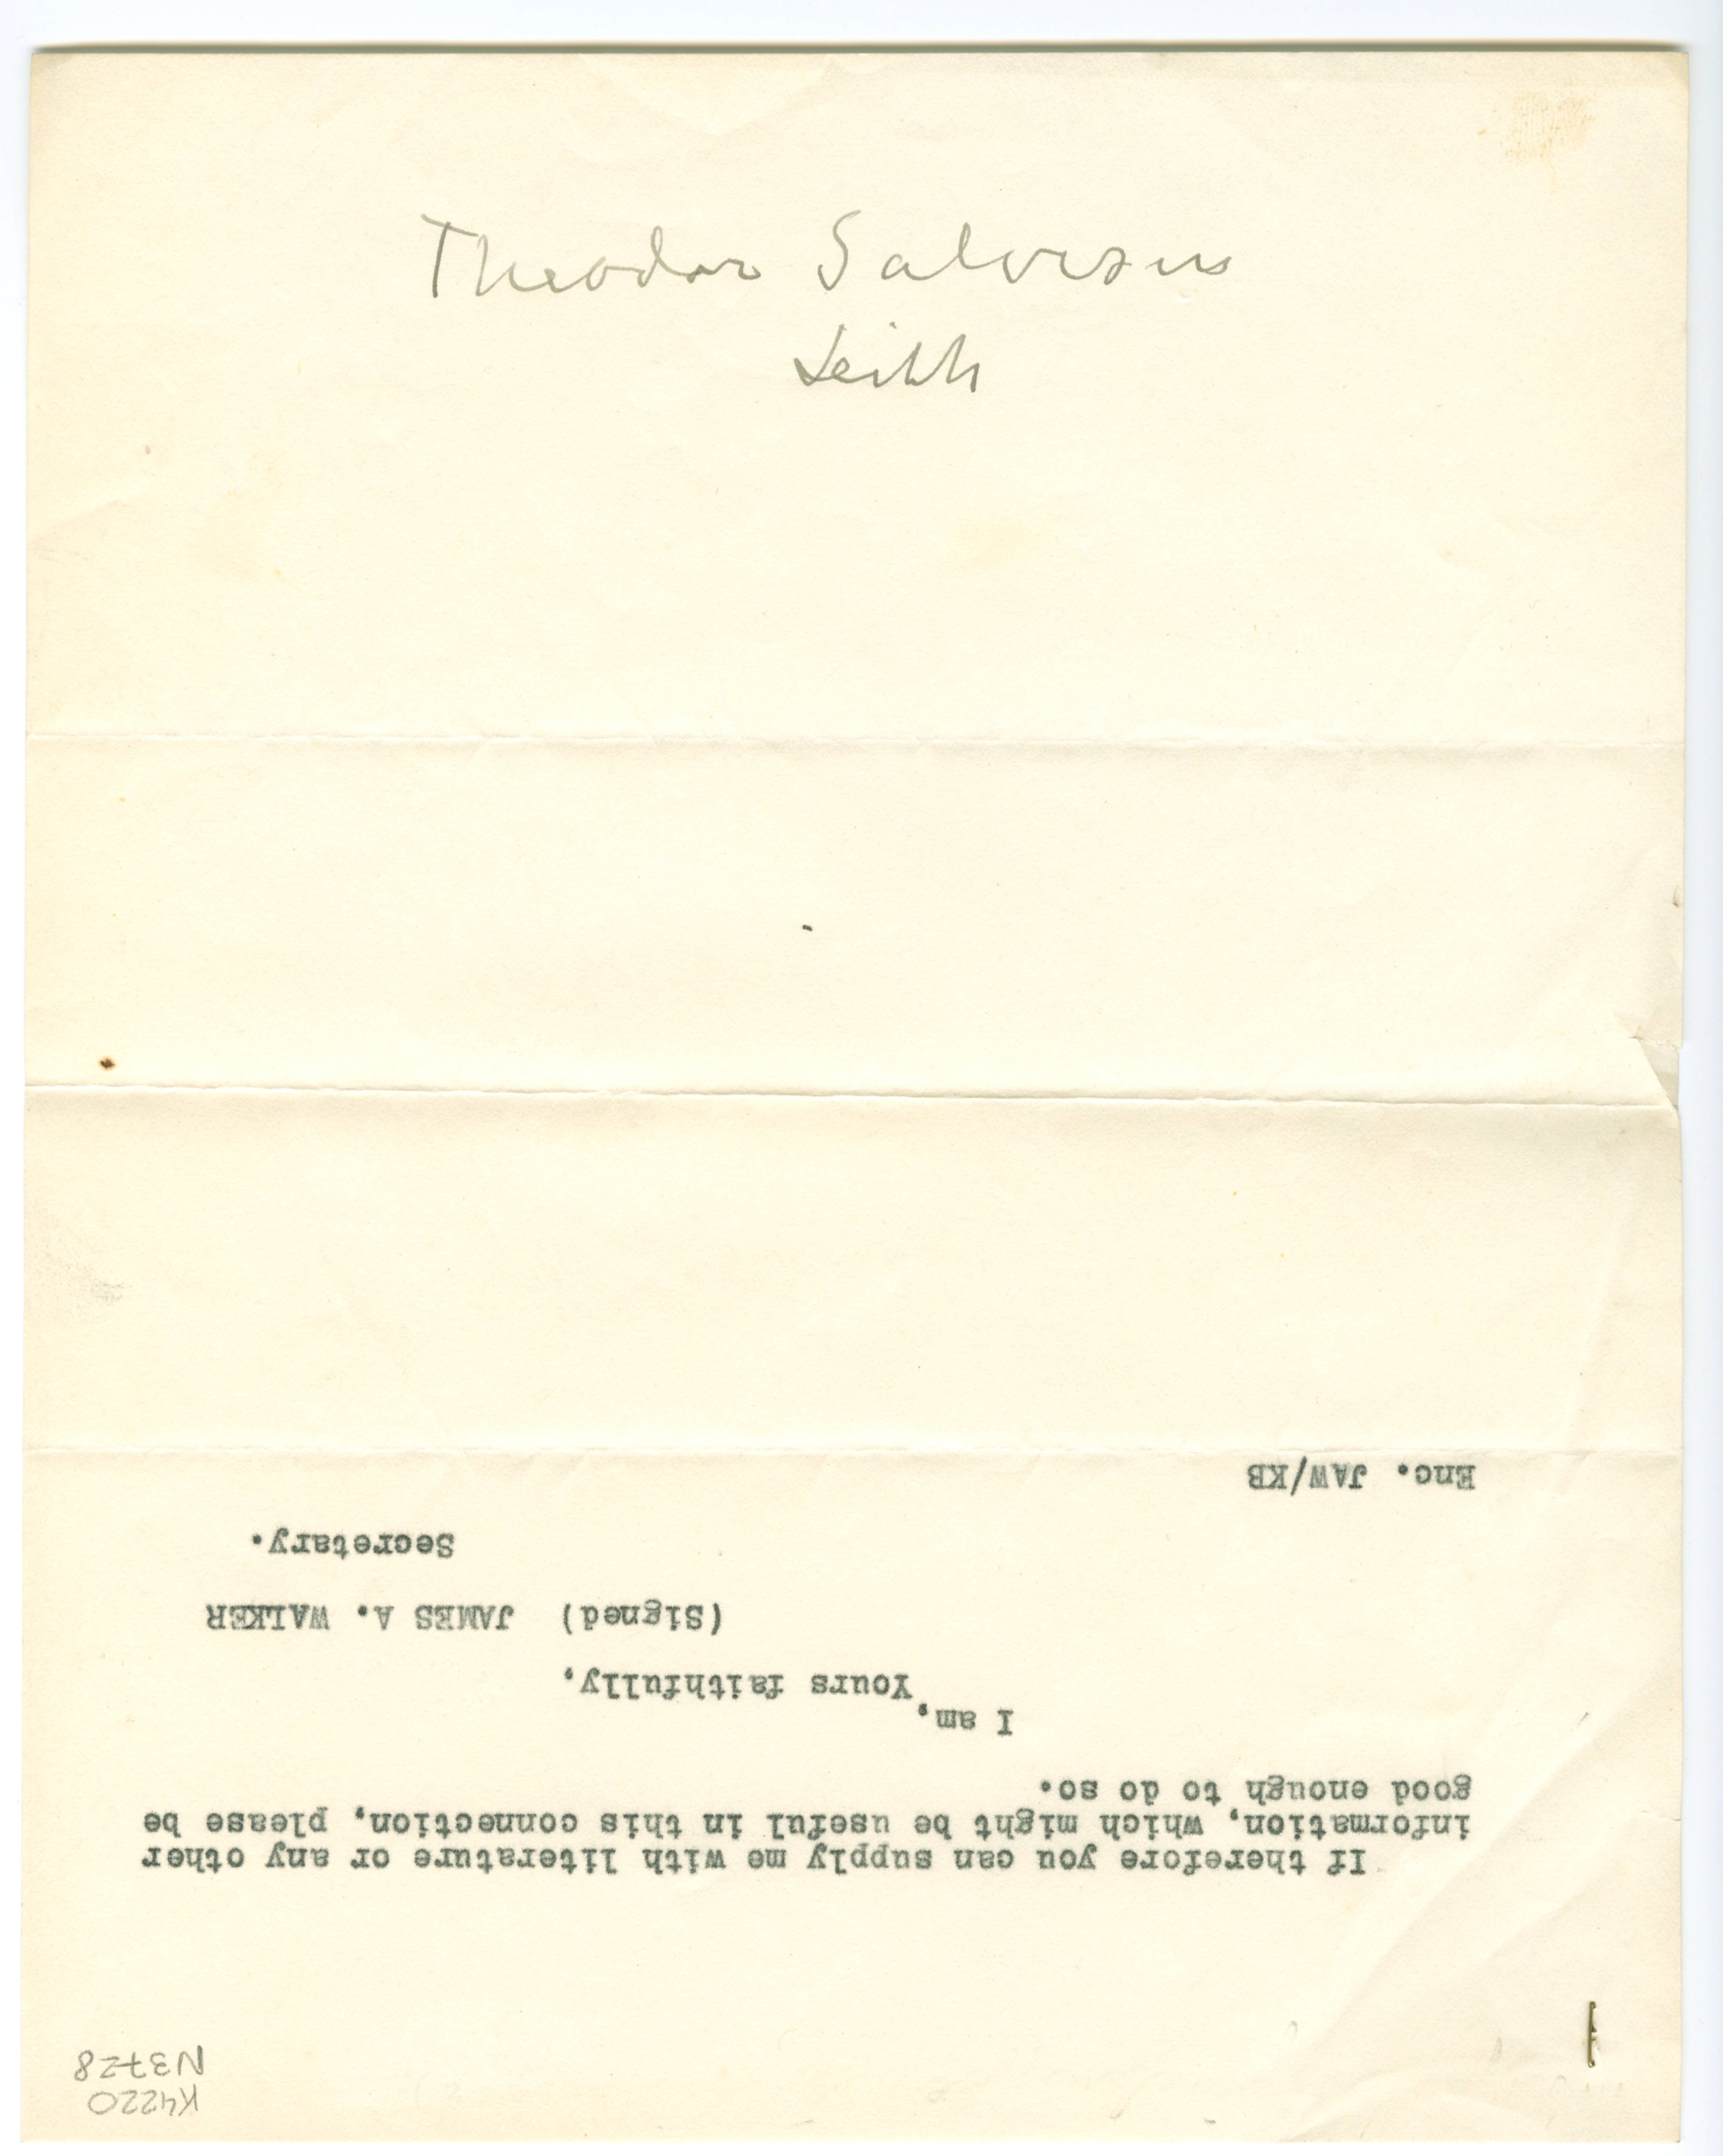 Theodor Salvesens
Leith
K4220
N3728
If therefore you can supply me with literature or any other
information, which might be useful in this connection, please be
good enough to do so.
I am,
Yours faithfully,
(Signed) JAMES A. WALKER
Secretary.
Enc. JAW/KB